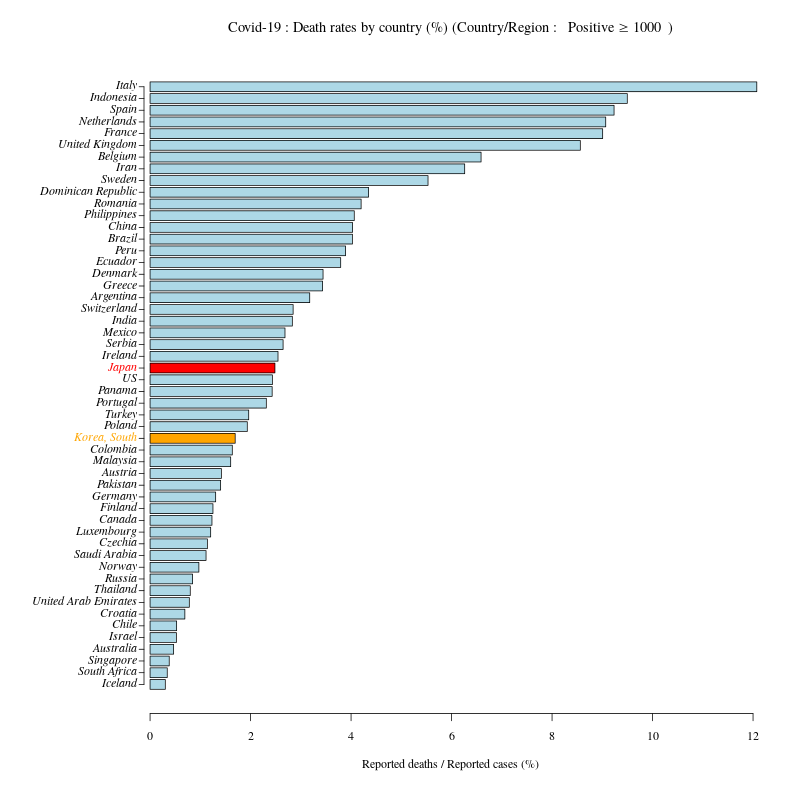 Covid-19 : Death rates by country (%) (Country/Region :   Positive ≥ 1000  )
Italy
Indonesia
Spain
Netherlands
France
United Kingdom
Belgium
Iran
Sweden
Dominican Republic
Romania
Philippines
China
Brazil
Peru
Ecuador
Denmark
Greece
Argentina
Switzerland
India
Mexico
Serbia
Ireland
Japan
US
Panama
Portugal
Turkey
Poland
Korea, South
Colombia
Malaysia
Austria
Pakistan
Germany
Finland
Canada
Luxembourg
Czechia
Saudi Arabia
Norway
Russia
Thailand
United Arab Emirates
Croatia
Chile
Israel
Australia
Singapore
South Africa
Iceland
0 2 4 6 8 10 12
Reported deaths / Reported cases (%)